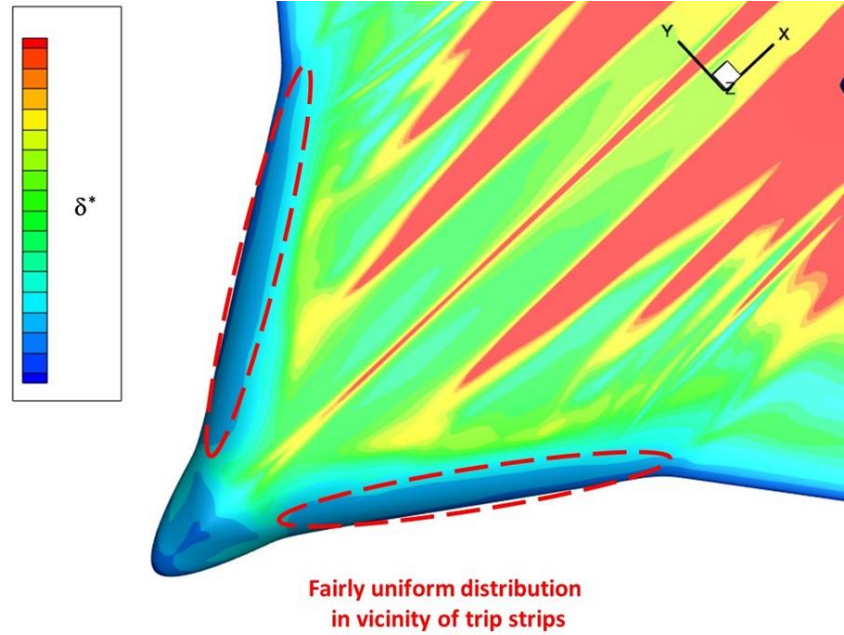 δ*
Y
X
Z
Fairly uniform distribution
in vicinity of trip strips